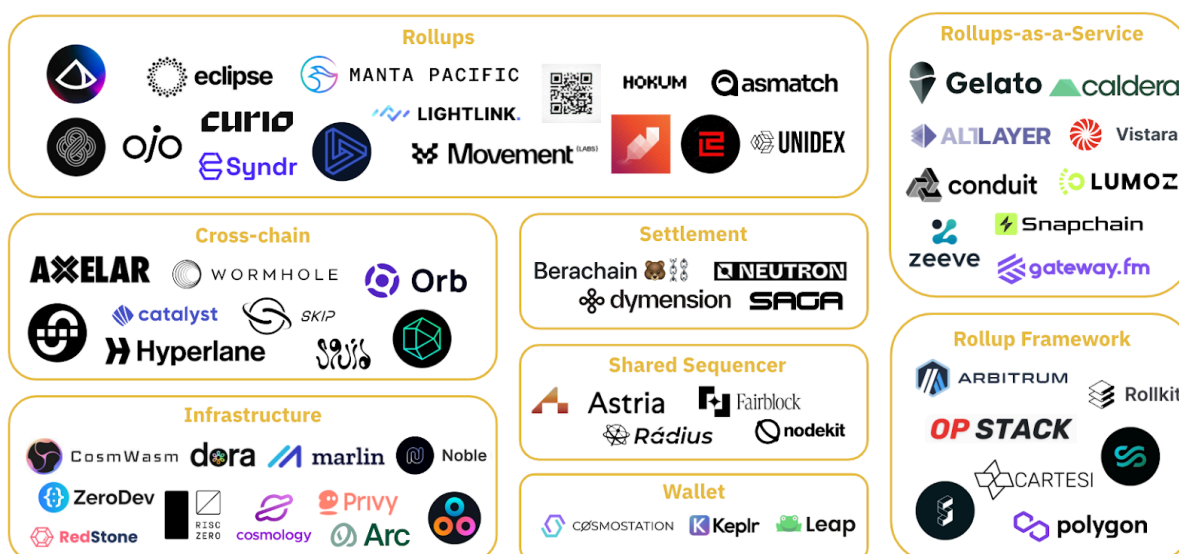 Rollups
eclipse
MANTA PACIFIC
HOKUM
asmatch
curio
LIGHTLINK.
ojo
Syndr
Movement (LABS)
UNIDEX
Rollups-as-a-Service
Gelato
caldera
ALTLAYER
Vistara
conduit
LUMOZ
zeeve
Snapchain
gateway.fm
Cross-chain
AXELAR
WORMHOLE
Orb
catalyst
SKIP
Hyperlane
Settlement
Berachain
NEUTRON
dymension
SAGA
Shared Sequencer
Astria
Fairblock
Rádius
nodekit
Rollup Framework
ARBITRUM
Rollkit
OP STACK
CARTESI
polygon
Infrastructure
CosmWasm
dora
marlin
Noble
ZeroDev
RISC
ZERO
cosmology
Privy
RedStone
Arc
Wallet
CØSMOSTATION
Keplr
Leap